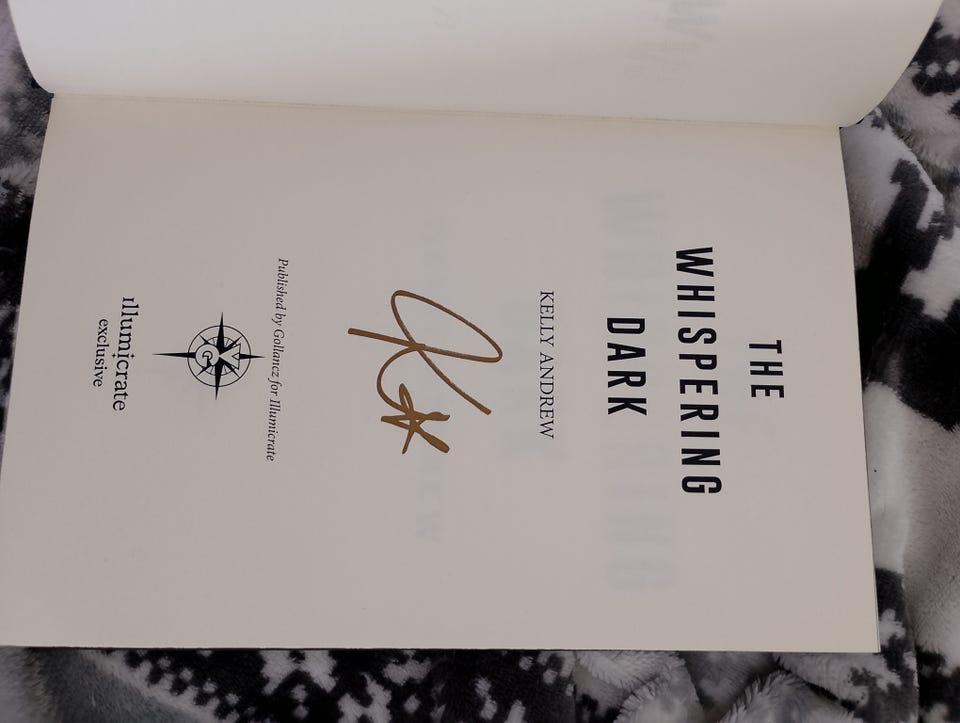 THE
WHISPERING
DARK
KELLY ANDREW
Published by Gollancz for Illumicrate
G
illumicrate
exclusive